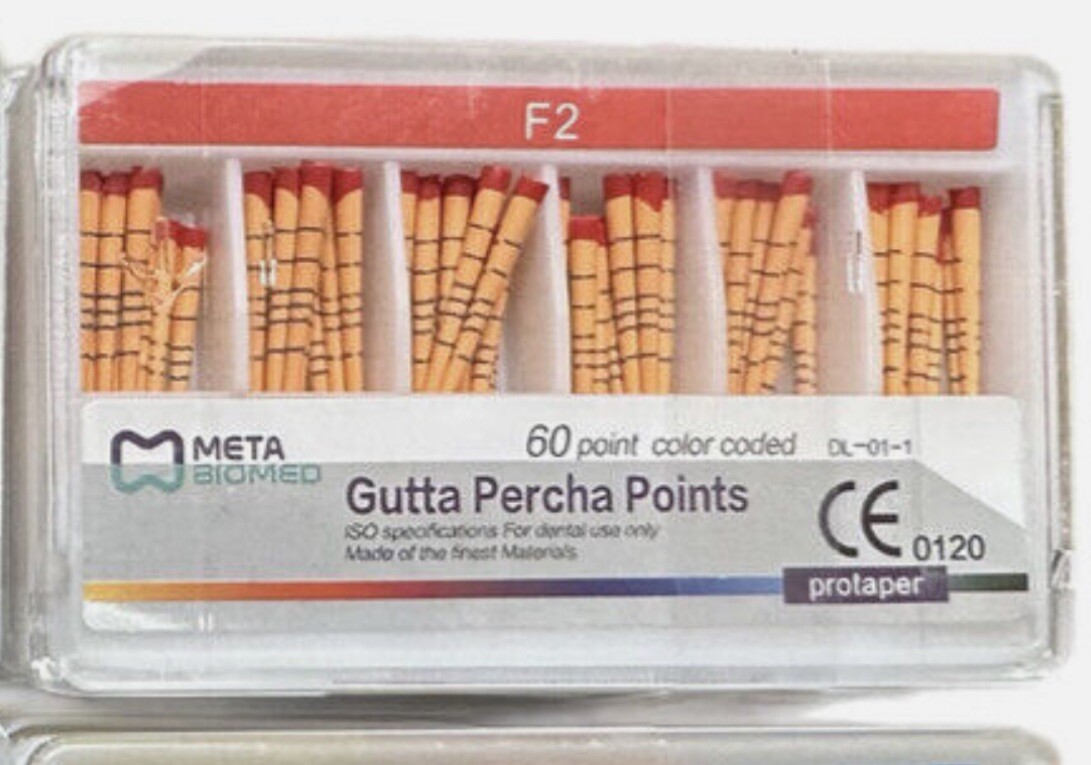 F2
META
BIOMED
60 point color coded DL-01-1
Gutta Percha Points
ISO specifications For dental use only
Made of the finest Materials
CE 0120
protaper